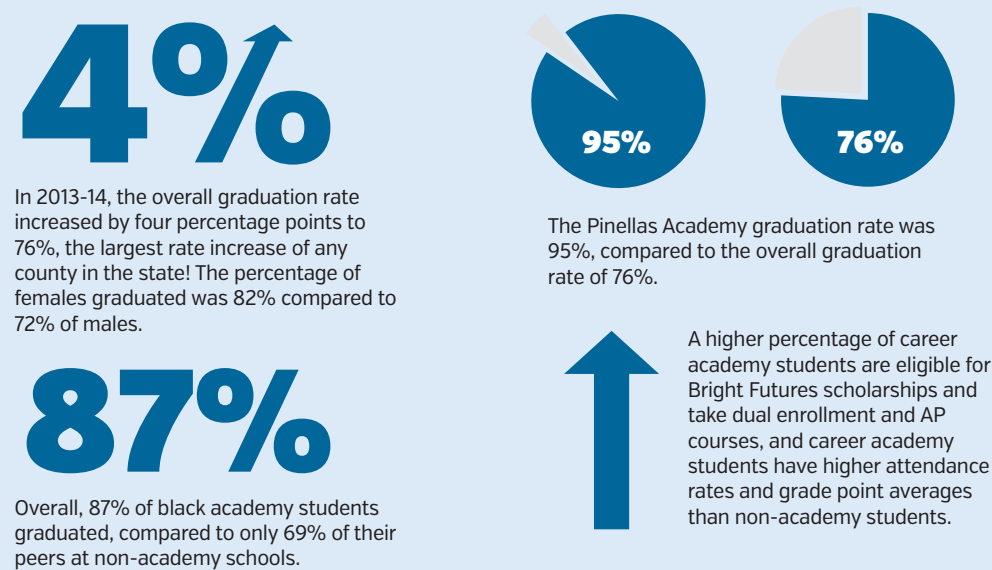 4%
In 2013-14, the overall graduation rate
increased by four percentage points to
76%, the largest rate increase of any
county in the state! The percentage of
females graduated was 82% compared to
72% of males.
87%
Overall, 87% of black academy students
graduated, compared to only 69% of their
peers at non-academy schools.
95%
76%
The Pinellas Academy graduation rate was
95%, compared to the overall graduation
rate of 76%.
A higher percentage of career
academy students are eligible for
Bright Futures scholarships and
take dual enrollment and AP
courses, and career academy
students have higher attendance
rates and grade point averages
than non-academy students.